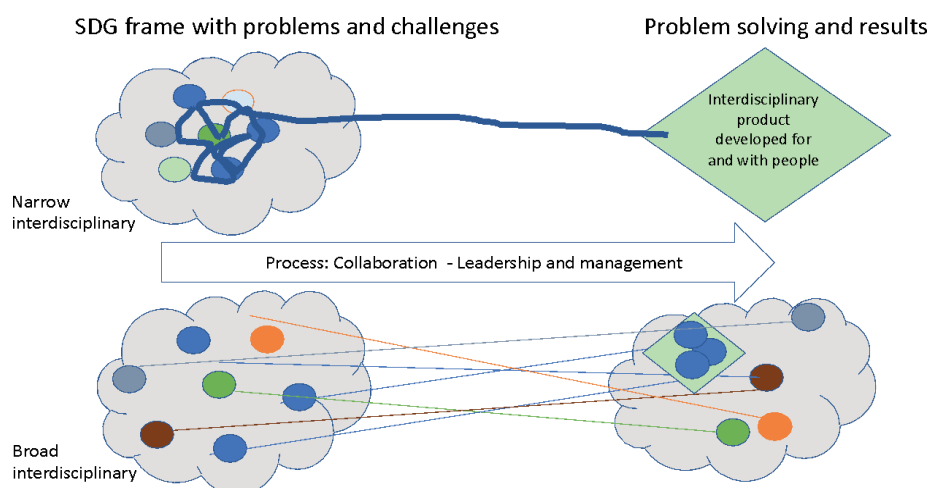 SDG frame with problems and challenges
Problem solving and results
Interdisciplinary
product
developed for
and with people
Narrow
interdisciplinary
Process: Collaboration - Leadership and management
Broad
interdisciplinary